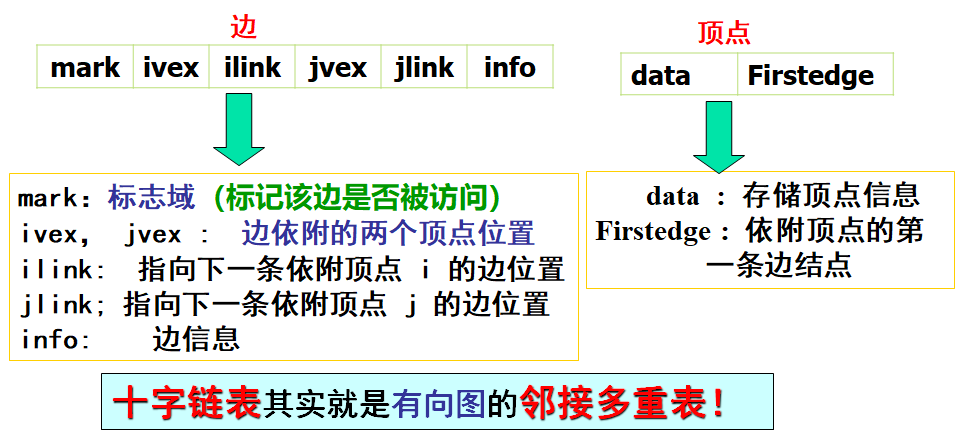 边
mark ivex ilink jvex jlink info
顶点
data Firstedge
mark：标志域 (标记该边是否被访问)
ivex， jvex : 边依附的两个顶点位置
ilink: 指向下一条依附顶点 i 的边位置
jlink; 指向下一条依附顶点 j 的边位置
info: 边信息
data : 存储顶点信息
Firstedge : 依附顶点的第
一条边结点
十字链表其实就是有向图的邻接多重表！